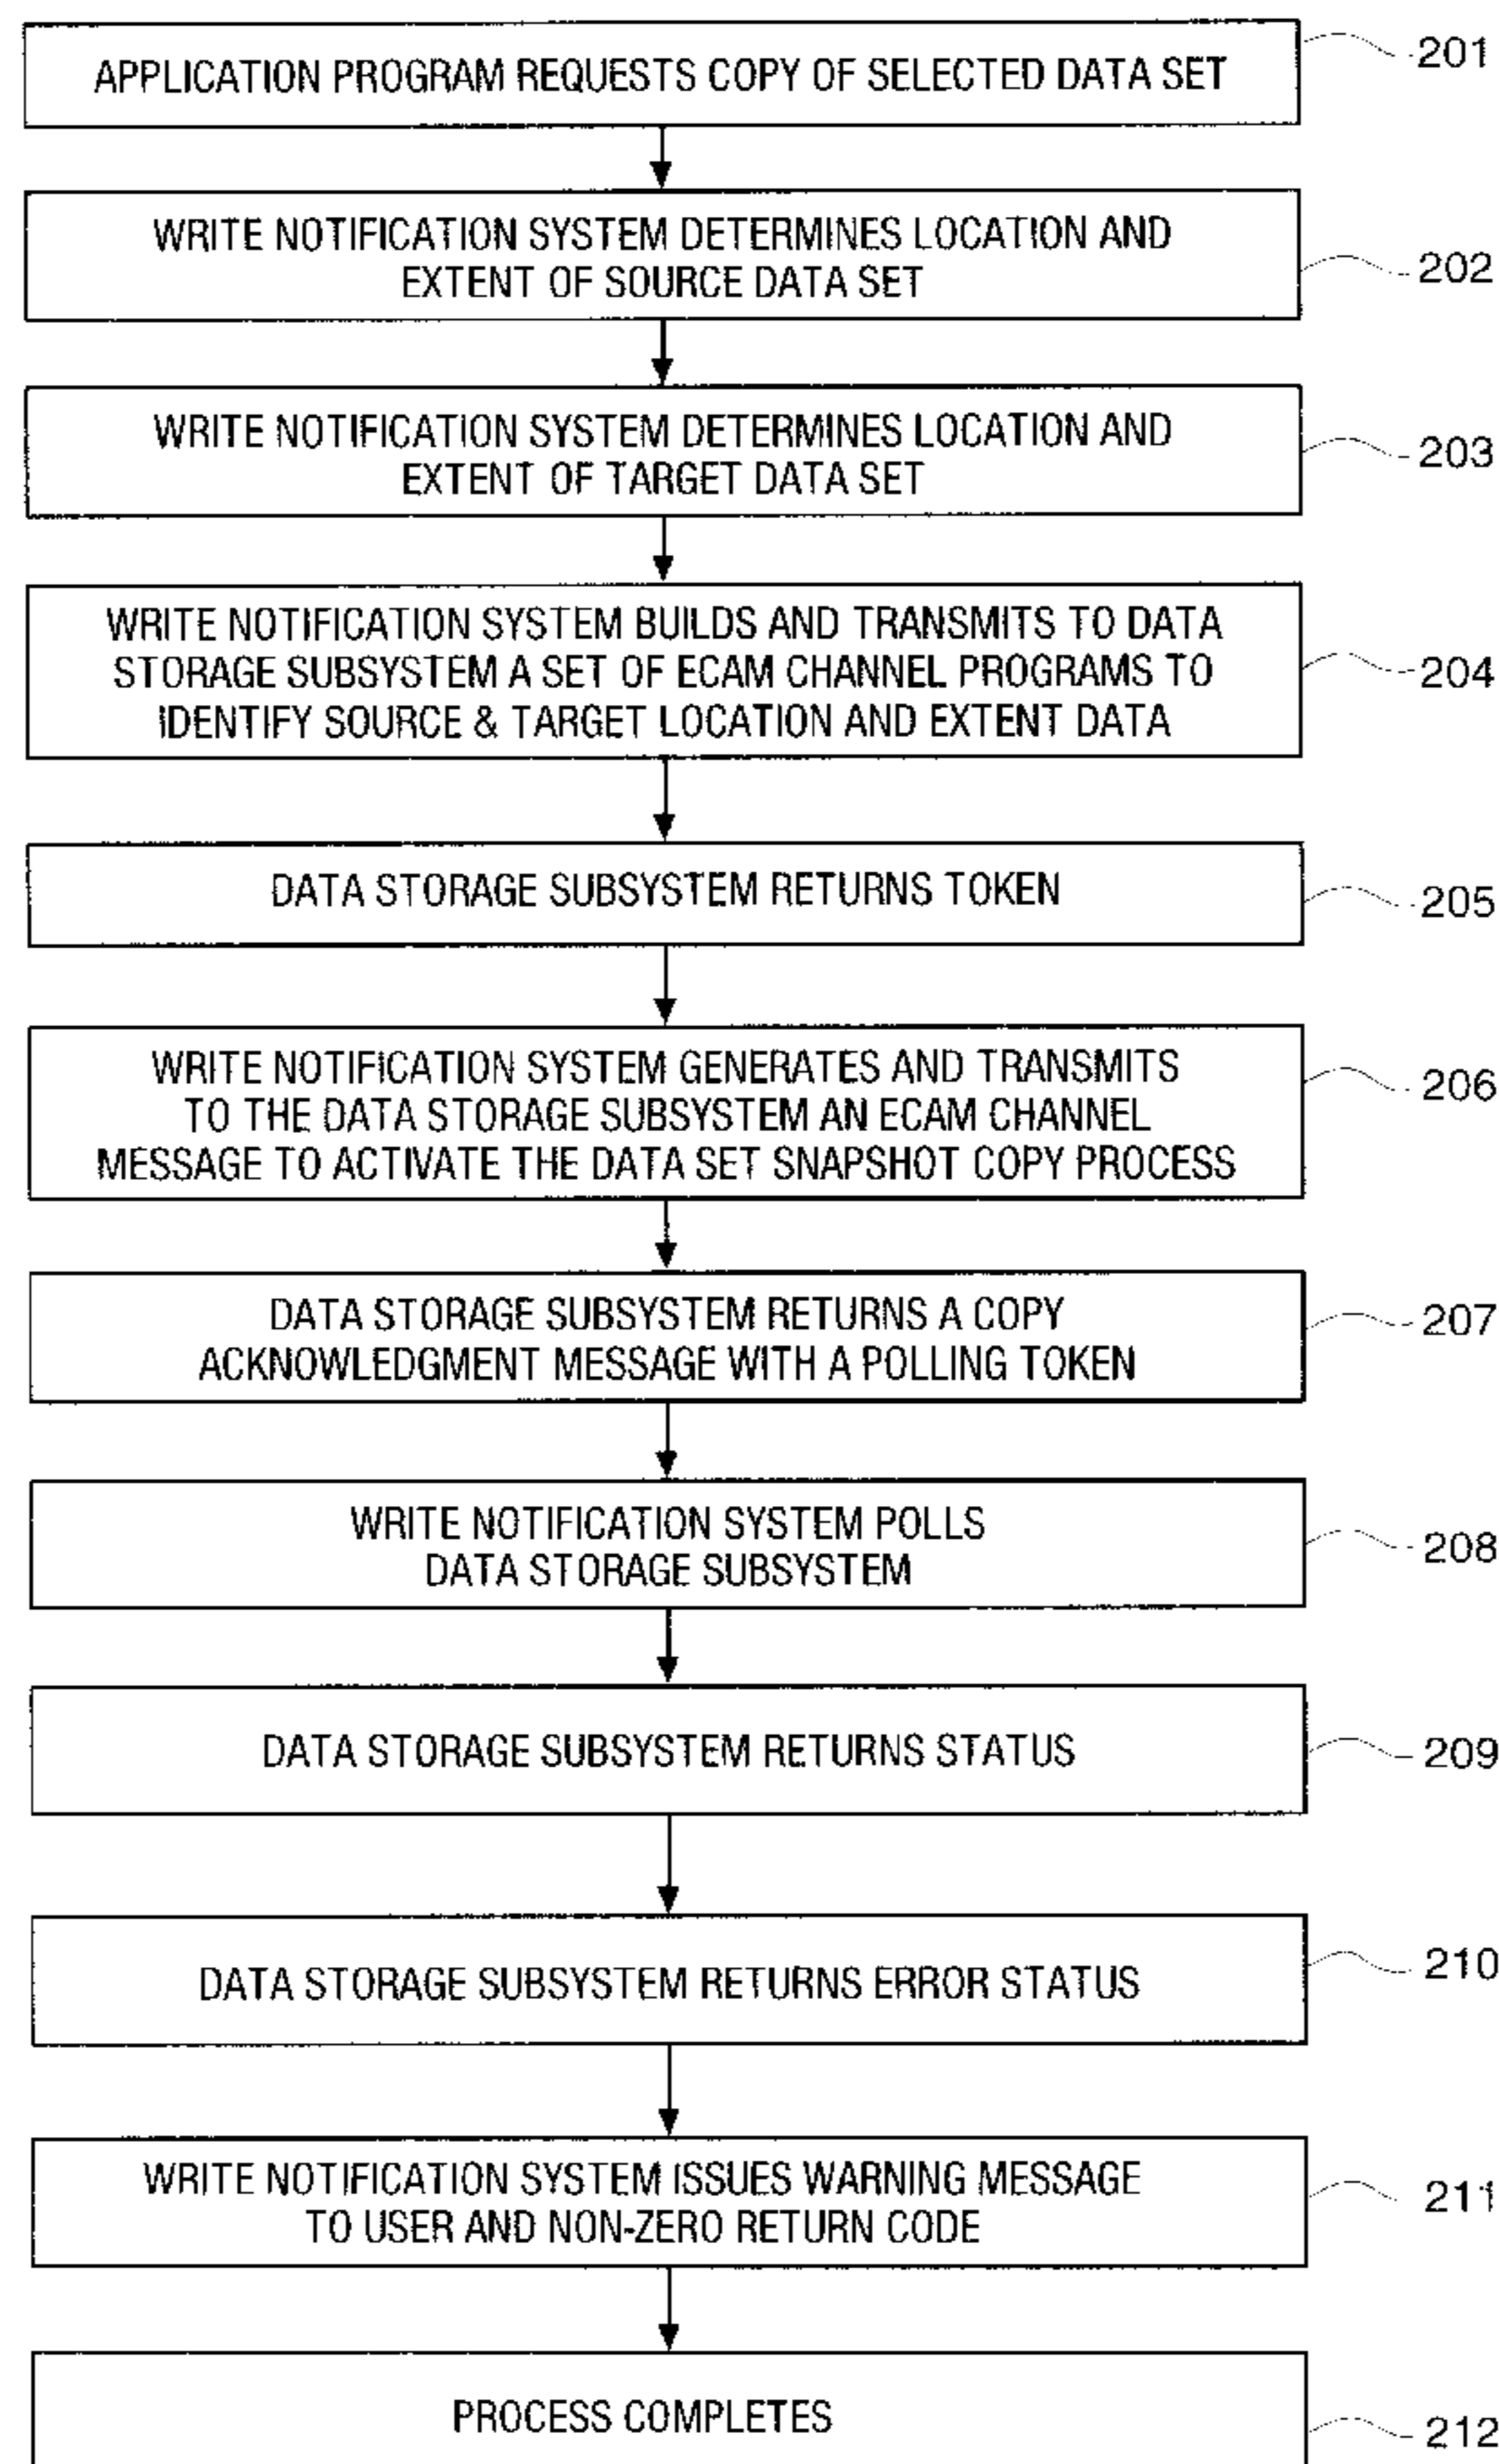 APPLICATION PROGRAM REQUESTS COPY OF SELECTED DATA SET
201
WRITE NOTIFICATION SYSTEM DETERMINES LOCATION AND
EXTENT OF SOURCE DATA SET
202
WRITE NOTIFICATION SYSTEM DETERMINES LOCATION AND
EXTENT OF TARGET DATA SET
203
WRITE NOTIFICATION SYSTEM BUILDS AND TRANSMITS TO DATA
STORAGE SUBSYSTEM A SET OF ECAM CHANNEL PROGRAMS TO
IDENTIFY SOURCE & TARGET LOCATION AND EXTENT DATA
204
DATA STORAGE SUBSYSTEM RETURNS TOKEN
205
WRITE NOTIFICATION SYSTEM GENERATES AND TRANSMITS
TO THE DATA STORAGE SUBSYSTEM AN ECAM CHANNEL
MESSAGE TO ACTIVATE THE DATA SET SNAPSHOT COPY PROCESS
206
DATA STORAGE SUBSYSTEM RETURNS A COPY
ACKNOWLEDGMENT MESSAGE WITH A POLLING TOKEN
207
WRITE NOTIFICATION SYSTEM POLLS
DATA STORAGE SUBSYSTEM
208
DATA STORAGE SUBSYSTEM RETURNS STATUS
209
DATA STORAGE SUBSYSTEM RETURNS ERROR STATUS
210
WRITE NOTIFICATION SYSTEM ISSUES WARNING MESSAGE
TO USER AND NON-ZERO RETURN CODE
211
PROCESS COMPLETES
212